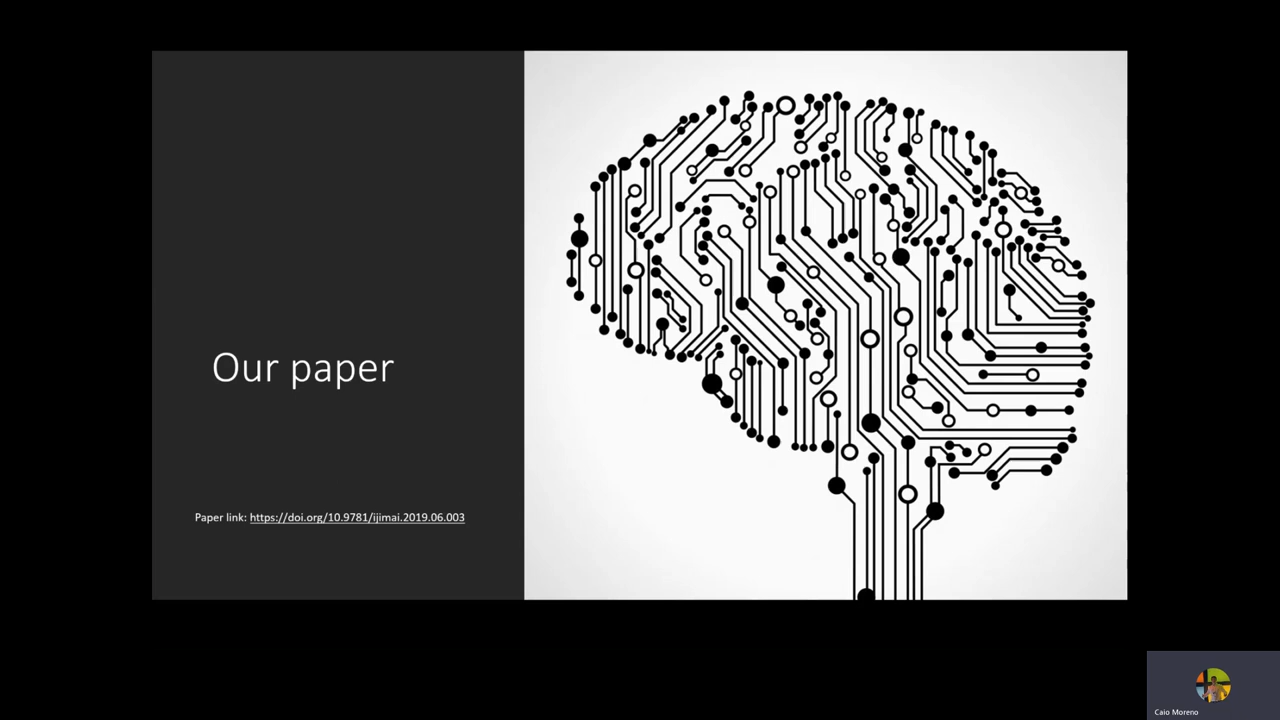 Our paper
Paper link: https://doi.org/10.9781/ijimai.2019.06.003
Caio Moreno